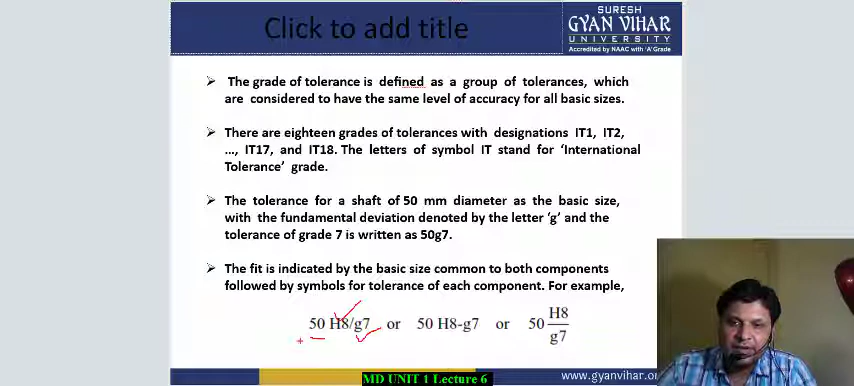 Click to add title
SURESH
GYAN VIHAR
UNIVERSITY
Accredited by NAAC with 'A'Grade
➢ The grade of tolerance is defined as a group of tolerances, which
are considered to have the same level of accuracy for all basic sizes.
➢ There are eighteen grades of tolerances with designations IT1, IT2,
..., IT17, and IT18. The letters of symbol IT stand for 'International
Tolerance' grade.
➢ The tolerance for a shaft of 50 mm diameter as the basic size,
with the fundamental deviation denoted by the letter 'g' and the
tolerance of grade 7 is written as 50g7.
➢ The fit is indicated by the basic size common to both components
followed by symbols for tolerance of each component. For example,
50 H8/g7 or 50 H8-g7 or 50 H8
g7
MD UNIT 1 Lecture 6
www.gyanvihar.